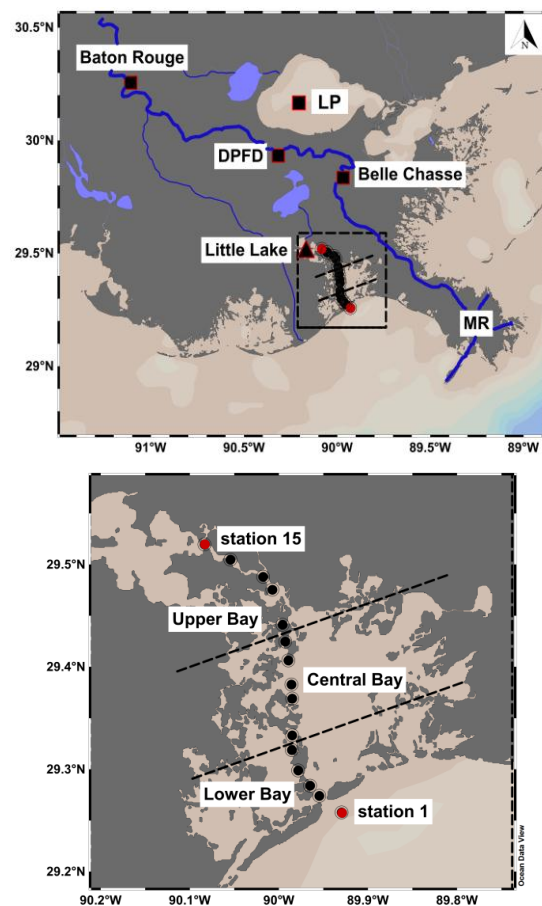 30.5°N
N
Baton Rouge
LP
30°N
DPFD
Belle Chasse
29.5°N
Little Lake
MR
29°N
91°W 90.5°W 90°W 89.5°W 89°W
station 15
29.5°N
Upper Bay
29.4°N
Central Bay
29.3°N
Lower Bay
station 1
29.2°N
Ocean Data View
90.2°W 90.1°W 90°W 89.9°W 89.8°W